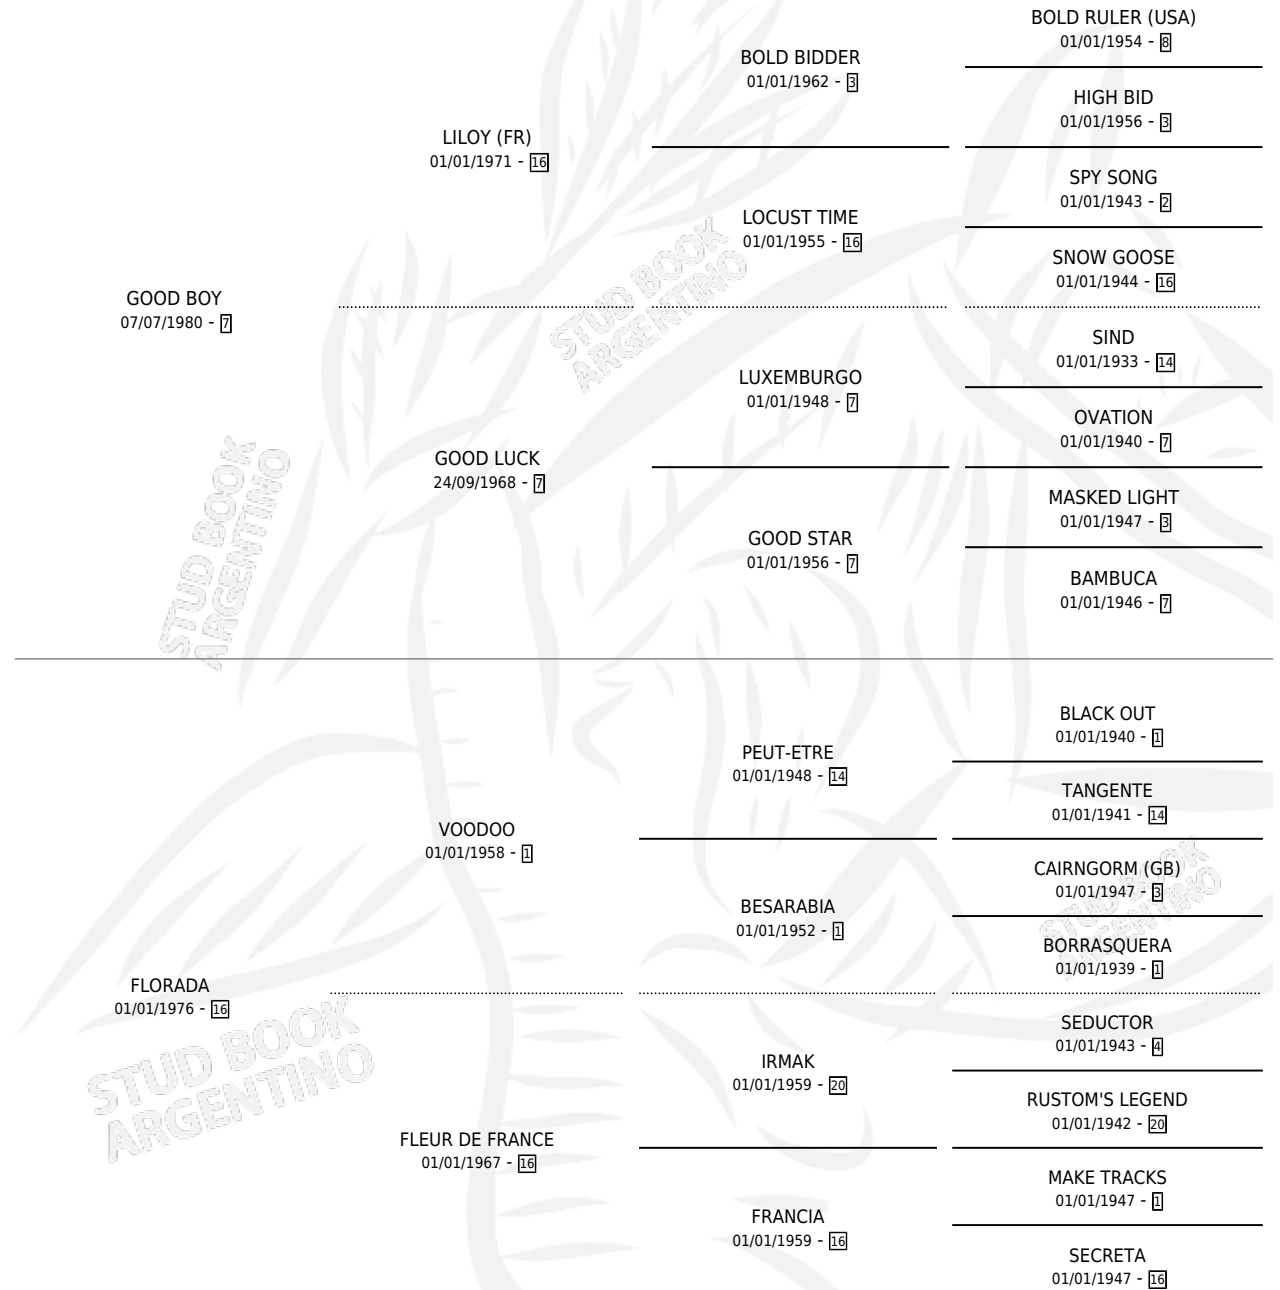 BOLD RULER (USA)
01/01/1954 - 8
BOLD BIDDER
01/01/1962 - 3
HIGH BID
01/01/1956 - 3
LILOY (FR)
01/01/1971 - 16
SPY SONG
01/01/1943 - 2
LOCUST TIME
01/01/1955 - 16
SNOW GOOSE
01/01/1944 - 16
GOOD BOY
07/07/1980 - 7
SIND
01/01/1933 - 14
LUXEMBURGO
01/01/1948 - 7
OVATION
01/01/1940 - 7
GOOD LUCK
24/09/1968 - 7
MASKED LIGHT
01/01/1947 - 3
GOOD STAR
01/01/1956 - 7
BAMBUCA
01/01/1946 - 7
BLACK OUT
01/01/1940 - 1
PEUT-ETRE
01/01/1948 - 14
TANGENTE
01/01/1941 - 14
VOODOO
01/01/1958 - 1
CAIRNGORM (GB)
01/01/1947 - 3
BESARABIA
01/01/1952 - 1
BORRASQUERA
01/01/1939 - 1
FLORADA
01/01/1976 - 16
SEDUCTOR
01/01/1943 - 4
IRMAK
01/01/1959 - 20
RUSTOM'S LEGEND
01/01/1942 - 20
FLEUR DE FRANCE
01/01/1967 - 16
MAKE TRACKS
01/01/1947 - 1
FRANCIA
01/01/1959 - 16
SECRETA
01/01/1947 - 16
STUD BOOK
ARGENTINO
STUD BOOK
ARGENTINO
STUD BOOK
ARGENTINO
STUD BOOK
ARGENTINO